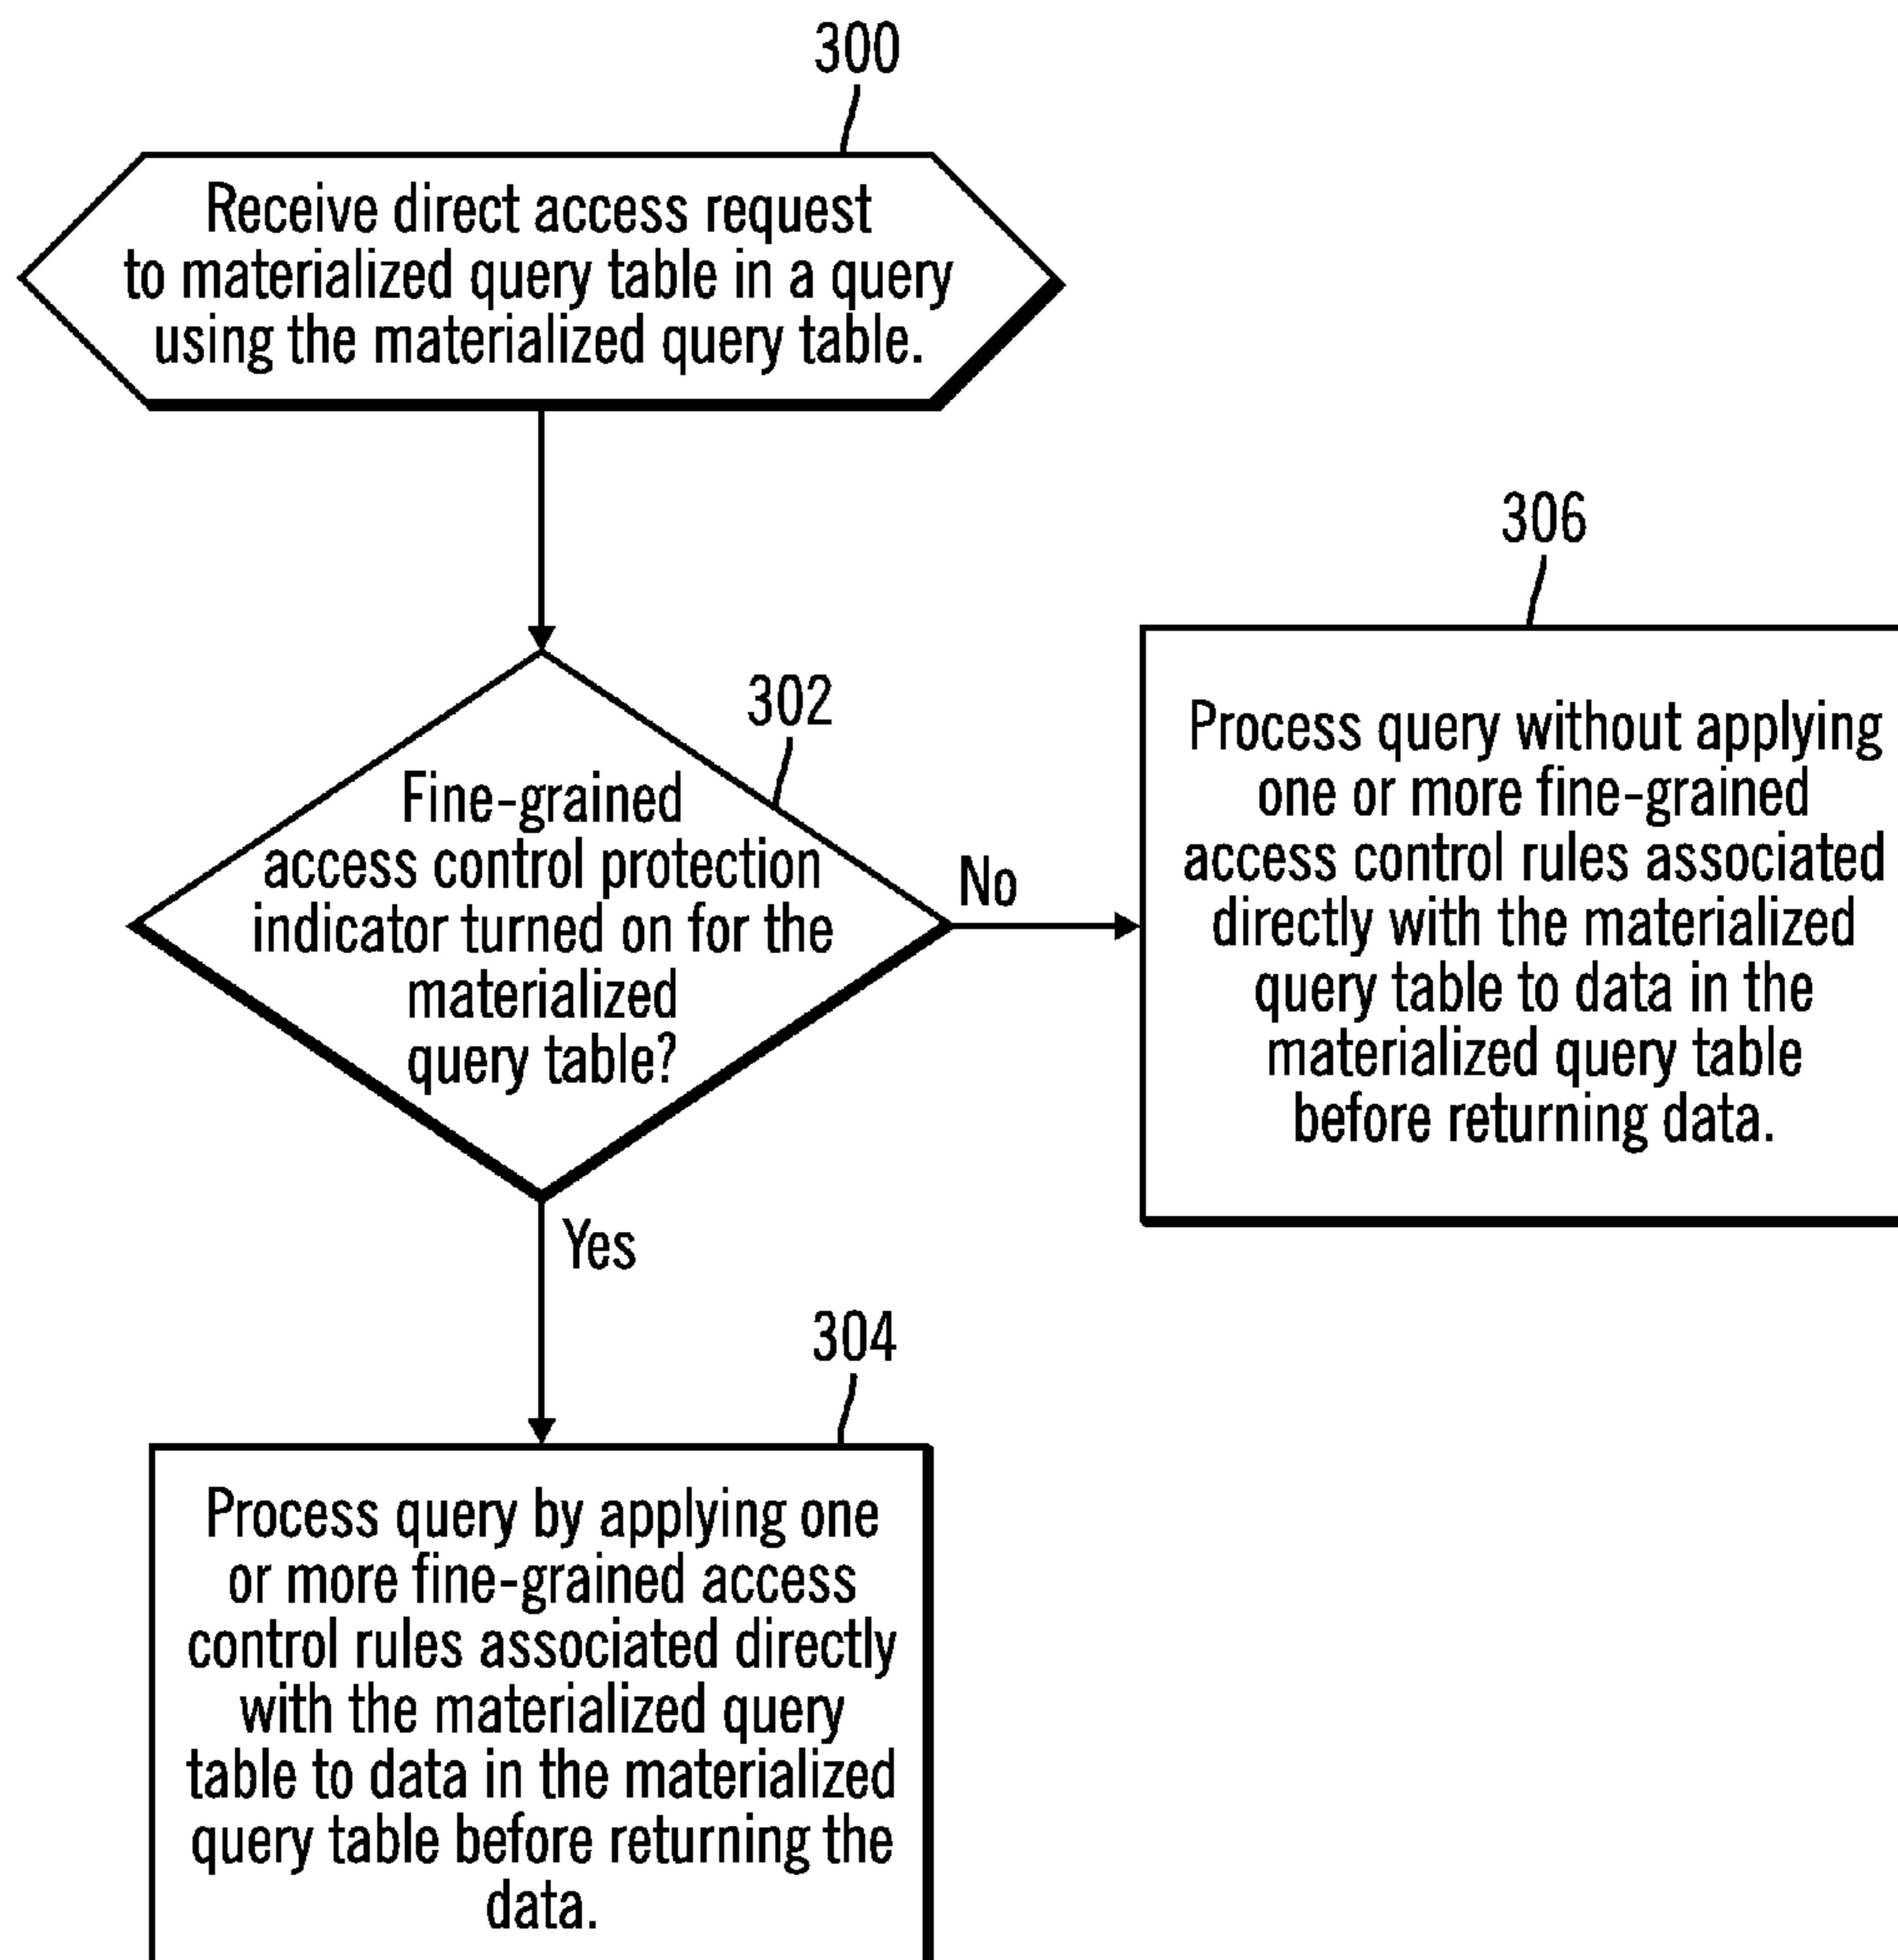 300
Receive direct access request
to materialized query table in a query
using the materialized query table.
302
Fine-grained
access control protection
indicator turned on for the
materialized
query table?
No
306
Process query without applying
one or more fine-grained
access control rules associated
directly with the materialized
query table to data in the
materialized query table
before returning data.
Yes
304
Process query by applying one
or more fine-grained access
control rules associated directly
with the materialized query
table to data in the materialized
query table before returning the
data.